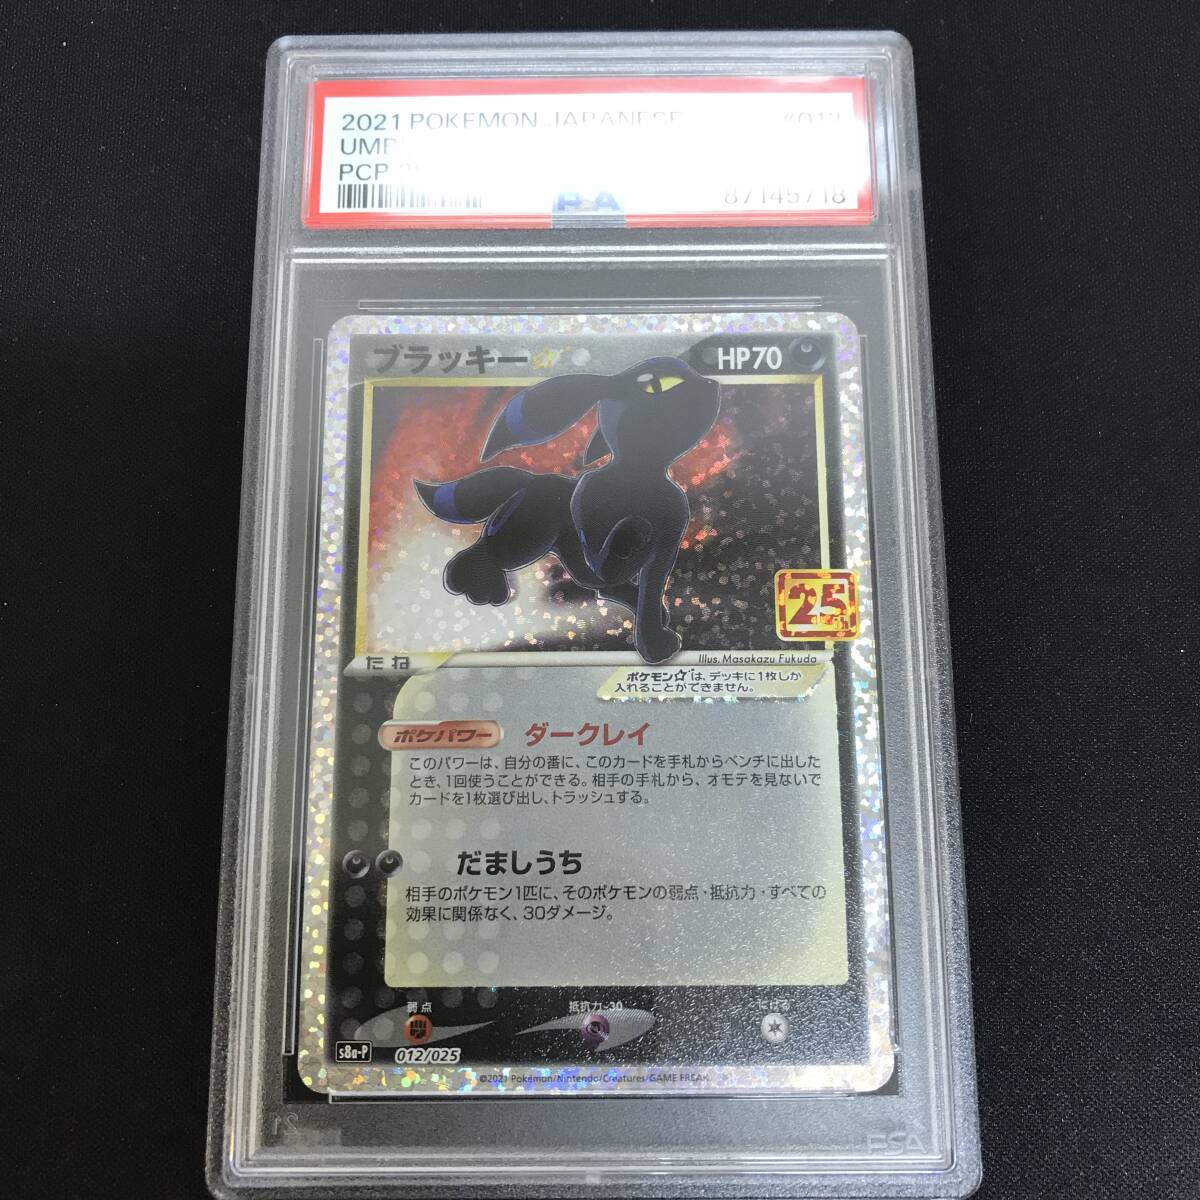 2021 POKEMON JAPANESE #012
PCP
PSA 87145718
ブラッキー☆ HP70
25
たね
Illus. Masakazu Fukuda
ポケモン☆は、デッキに1枚しか
入れることができません。
ポケパワー ダークレイ
このパワーは、自分の番に、このカードを手札からベンチに出した
とき、1回使うことができる。相手の手札から、オモテを見ないで
カードを1枚選び出し、トラッシュする。
だましうち
相手のポケモン1匹に、そのポケモンの弱点・抵抗力・すべての
効果に関係なく、30ダメージ。
弱点 抵抗力 -30 にげる
s8a-P 012/025
©2021 Pokémon/Nintendo/Creatures/GAME FREAK.
PSA